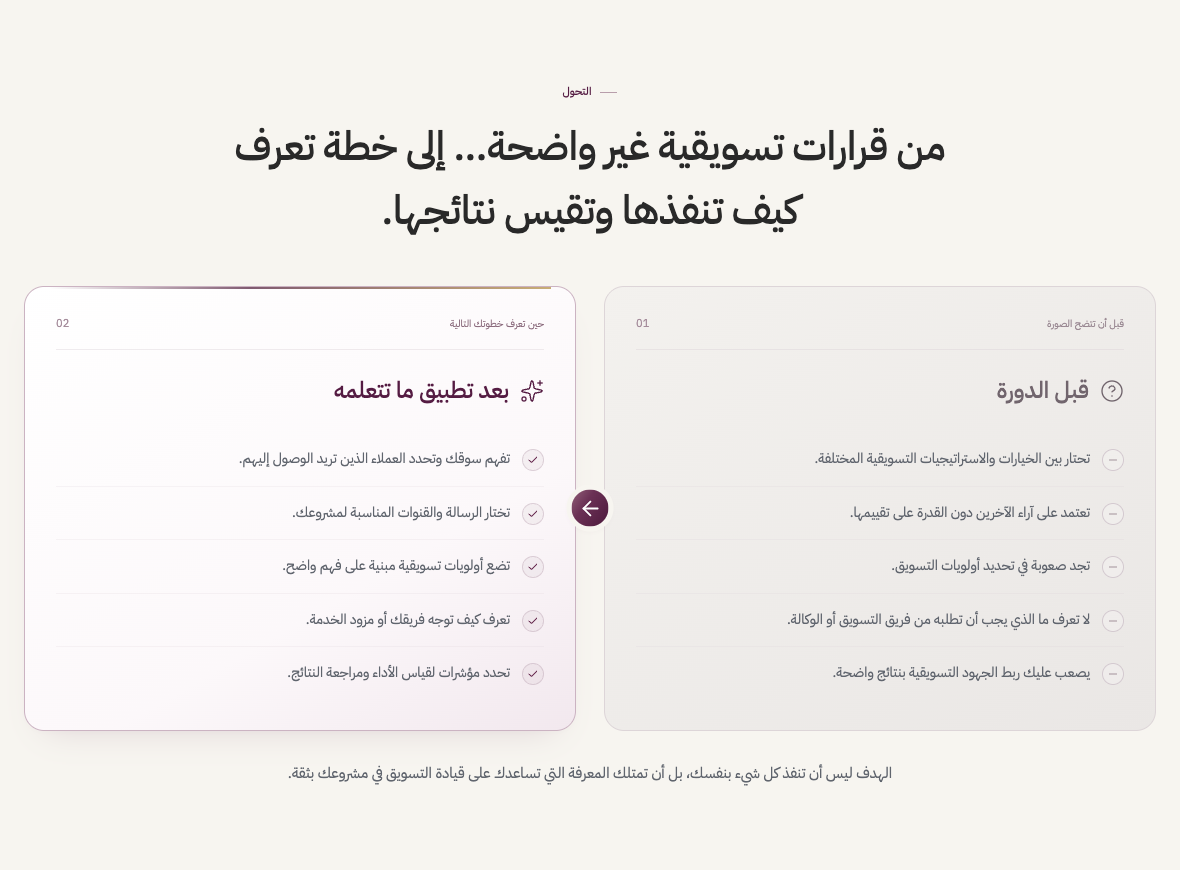 التحول
من قرارات تسويقية غير واضحة... إلى خطة تعرف
كيف تنفذها وتقيس نتائجها.
قبل أن تتضح الصورة
01
قبل الدورة
تحتار بين الخيارات والاستراتيجيات التسويقية المختلفة.
تعتمد على آراء الآخرين دون القدرة على تقييمها.
تجد صعوبة في تحديد أولويات التسويق.
لا تعرف ما الذي يجب أن تطلبه من فريق التسويق أو الوكالة.
يصعب عليك ربط الجهود التسويقية بنتائج واضحة.
حين تعرف خطوتك التالية
02
بعد تطبيق ما تتعلمه
تفهم سوقك وتحدد العملاء الذين تريد الوصول إليهم.
تختار الرسالة والقنوات المناسبة لمشروعك.
تضع أولويات تسويقية مبنية على فهم واضح.
تعرف كيف توجه فريقك أو مزود الخدمة.
تحدد مؤشرات لقياس الأداء ومراجعة النتائج.
الهدف ليس أن تنفذ كل شيء بنفسك، بل أن تمتلك المعرفة التي تساعدك على قيادة التسويق في مشروعك بثقة.